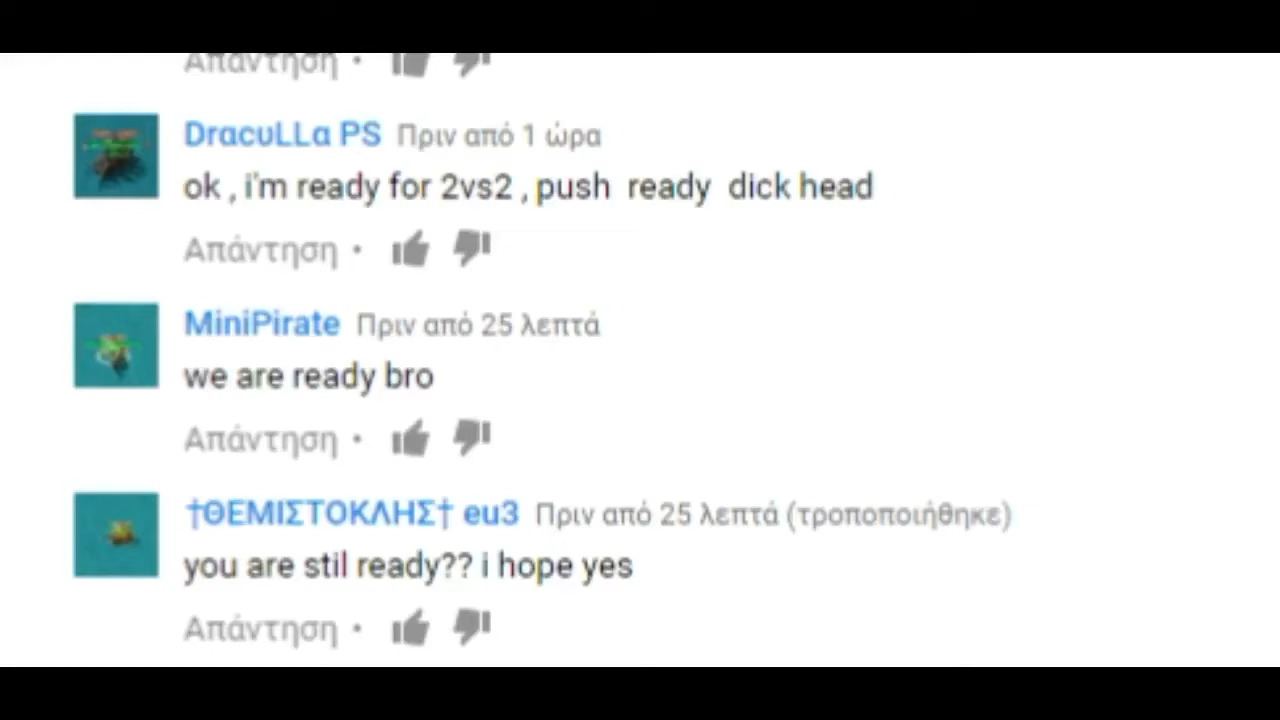 Απάντηση •
DracuLLa PS Πριν από 1 ώρα
ok , i'm ready for 2vs2 , push ready dick head
Απάντηση •
MiniPirate Πριν από 25 λεπτά
we are ready bro
Απάντηση •
†ΘΕΜΙΣΤΟΚΛΗΣ† eu3 Πριν από 25 λεπτά (τροποποιήθηκε)
you are stil ready?? i hope yes
Απάντηση •